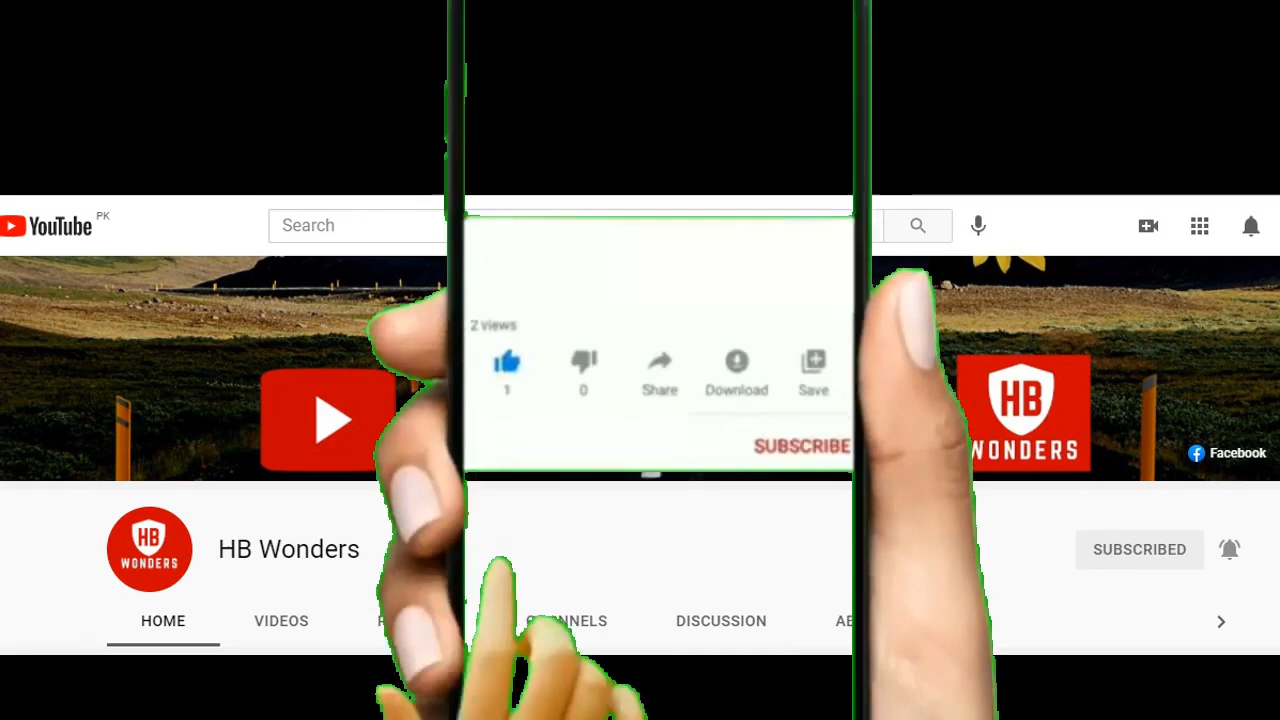 YouTube PK
Search
2 views
1 0 Share Download Save
SUBSCRIBE
HB
WONDERS
Facebook
HB
WONDERS
HB Wonders
SUBSCRIBED
HOME VIDEOS DISCUSSION